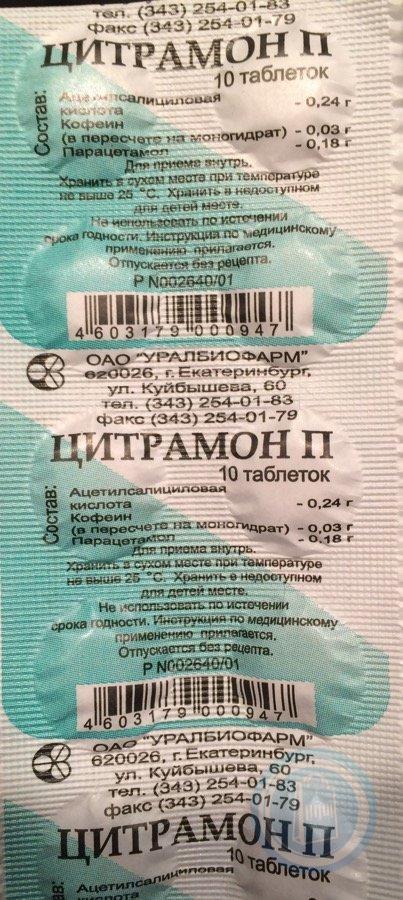 тел. (343) 254-01-83
факс (343) 254-01-79
ЦИТРАМОН П
10 таблеток
Состав:
Ацетилсалициловая
кислота - 0,24 г
Кофеин
(в пересчете на моногидрат) - 0,03 г
Парацетамол - 0,18 г
Для приема внутрь.
Хранить в сухом месте при температуре
не выше 25 °С. Хранить в недоступном
для детей месте.
Не использовать по истечении
срока годности. Инструкция по медицинскому
применению прилагается.
Отпускается без рецепта.
Р N002640/01
4 603179 000947
ОАО "УРАЛБИОФАРМ"
620026, г. Екатеринбург,
ул. Куйбышева, 60
тел. (343) 254-01-83
факс (343) 254-01-79
ЦИТРАМОН П
10 таблеток
Состав:
Ацетилсалициловая
кислота - 0,24 г
Кофеин
(в пересчете на моногидрат) - 0,03 г
Парацетамол - 0,18 г
Для приема внутрь.
Хранить в сухом месте при температуре
не выше 25 °С. Хранить в недоступном
для детей месте.
Не использовать по истечении
срока годности. Инструкция по медицинскому
применению прилагается.
Отпускается без рецепта.
Р N002640/01
4 603179 000947
ОАО "УРАЛБИОФАРМ"
620026, г. Екатеринбург,
ул. Куйбышева, 60
тел. (343) 254-01-83
факс (343) 254-01-79
ЦИТРАМОН П
10 таблеток
Ацетилсалициловая